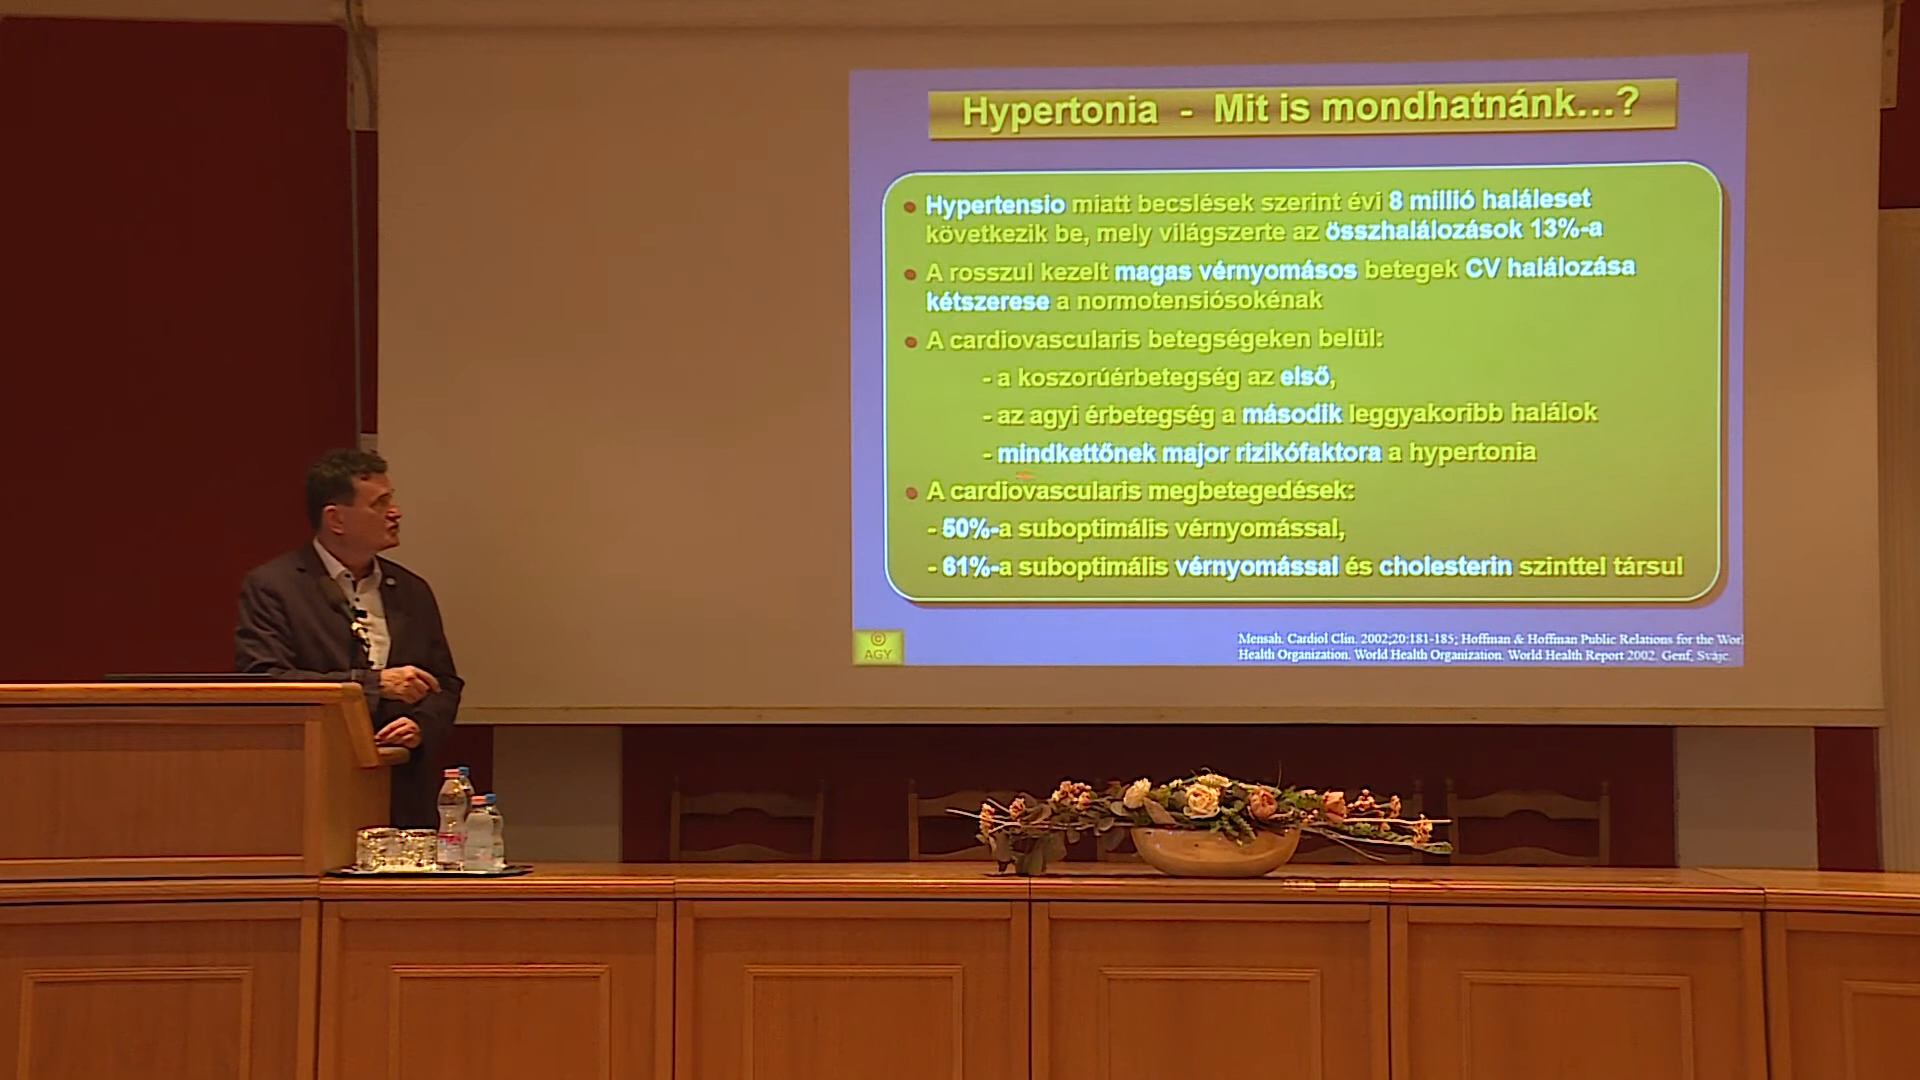 Hypertonia - Mit is mondhatnánk...?
• Hypertensio miatt becslések szerint évi 8 millió haláleset
következik be, mely világszerte az összhalálozások 13%-a
• A rosszul kezelt magas vérnyomásos betegek CV halálozása
kétszerese a normotensiósokénak
• A cardiovascularis betegségeken belül:
- a koszorúérbetegség az első,
- az agyi érbetegség a második leggyakoribb halálok
- mindkettőnek major rizikófaktora a hypertonia
• A cardiovascularis megbetegedések:
- 50%-a suboptimális vérnyomással,
- 61%-a suboptimális vérnyomással és cholesterin szinttel társul
Mensah. Cardiol Clin. 2002;20:181-185; Hoffman & Hoffman Public Relations for the Worl
Health Organization. World Health Organization. World Health Report 2002. Genf, Svájc.
©
AGY